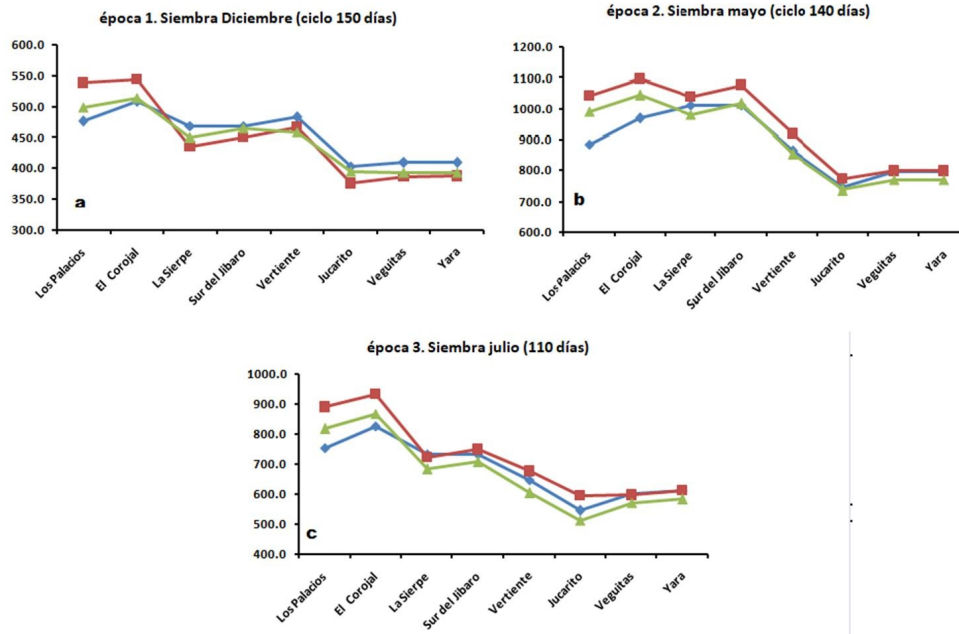 época 1. Siembra Diciembre (ciclo 150 días)
600.0
550.0
500.0
450.0
400.0
350.0
300.0
a
Los Palacios
El Corojal
La Sierpe
Sur del Jibaro
Vertiente
Jucarito
Veguitas
Yara
época 2. Siembra mayo (ciclo 140 días)
1200.0
1100.0
1000.0
900.0
800.0
700.0
600.0
b
Los Palacios
El Corojal
La Sierpe
Sur del Jibaro
Vertiente
Jucarito
Veguitas
Yara
época 3. Siembra julio (110 días)
1000.0
900.0
800.0
700.0
600.0
500.0
400.0
c
Los Palacios
El Corojal
La Sierpe
Sur del Jibaro
Vertiente
Jucarito
Veguitas
Yara